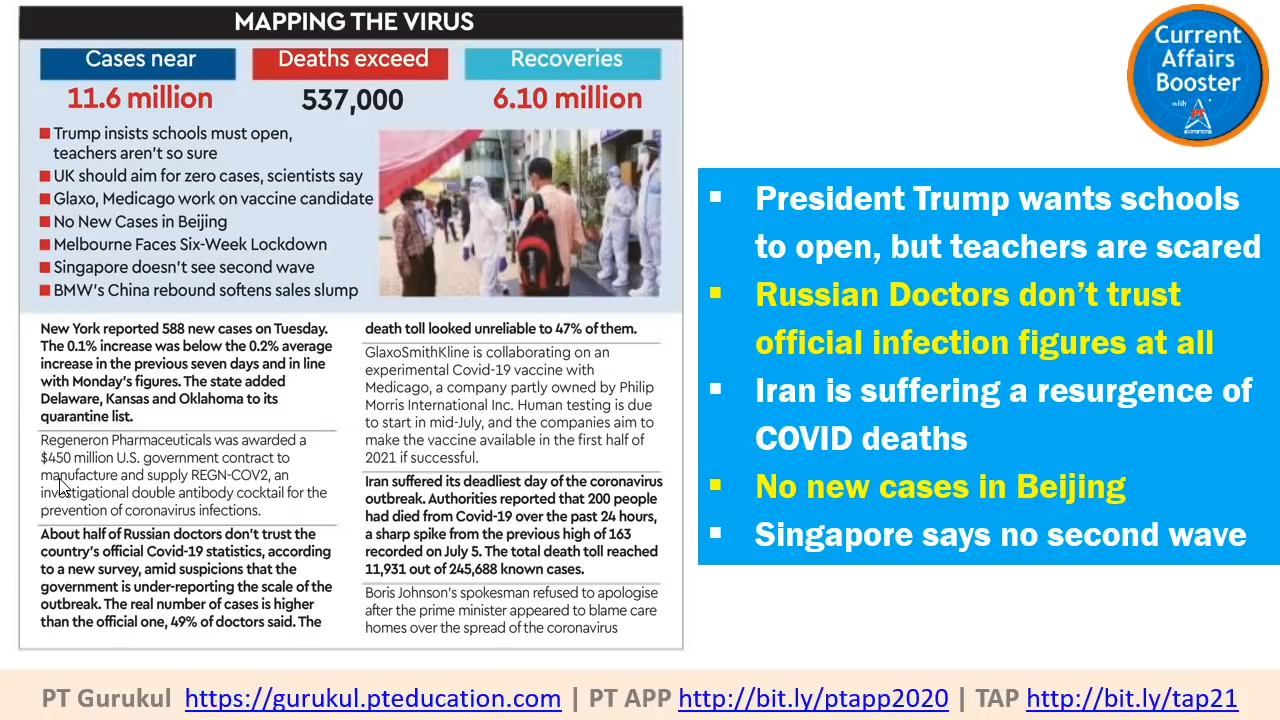 MAPPING THE VIRUS
Cases near
11.6 million
Deaths exceed
537,000
Recoveries
6.10 million
Trump insists schools must open,
teachers aren't so sure
UK should aim for zero cases, scientists say
Glaxo, Medicago work on vaccine candidate
No New Cases in Beijing
Melbourne Faces Six-Week Lockdown
Singapore doesn't see second wave
BMW's China rebound softens sales slump
New York reported 588 new cases on Tuesday.
The 0.1% increase was below the 0.2% average
increase in the previous seven days and in line
with Monday's figures. The state added
Delaware, Kansas and Oklahoma to its
quarantine list.
Regeneron Pharmaceuticals was awarded a
$450 million U.S. government contract to
manufacture and supply REGN-COV2, an
investigational double antibody cocktail for the
prevention of coronavirus infections.
About half of Russian doctors don't trust the
country's official Covid-19 statistics, according
to a new survey, amid suspicions that the
government is under-reporting the scale of the
outbreak. The real number of cases is higher
than the official one, 49% of doctors said. The
death toll looked unreliable to 47% of them.
GlaxoSmithKline is collaborating on an
experimental Covid-19 vaccine with
Medicago, a company partly owned by Philip
Morris International Inc. Human testing is due
to start in mid-July, and the companies aim to
make the vaccine available in the first half of
2021 if successful.
Iran suffered its deadliest day of the coronavirus
outbreak. Authorities reported that 200 people
had died from Covid-19 over the past 24 hours,
a sharp spike from the previous high of 163
recorded on July 5. The total death toll reached
11,931 out of 245,688 known cases.
Boris Johnson's spokesman refused to apologise
after the prime minister appeared to blame care
homes over the spread of the coronavirus
Current
Affairs
Booster
with
President Trump wants schools
to open, but teachers are scared
Russian Doctors don't trust
official infection figures at all
Iran is suffering a resurgence of
COVID deaths
No new cases in Beijing
Singapore says no second wave
PT Gurukul https://gurukul.pteducation.com | PT APP http://bit.ly/ptapp2020 | TAP http://bit.ly/tap21